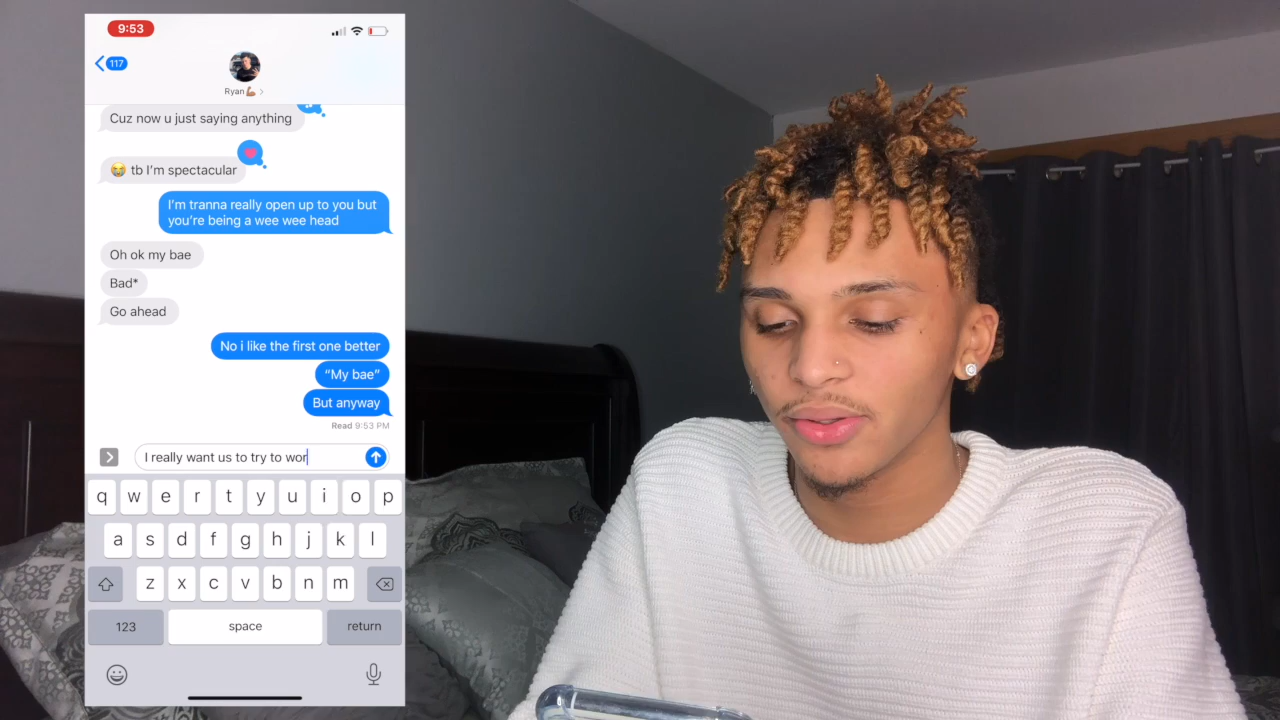 9:53
117
Ryan💪🏽 >
Cuz now u just saying anything
😭 tb I'm spectacular
I'm tranna really open up to you but
you're being a wee wee head
Oh ok my bae
Bad*
Go ahead
No i like the first one better
“My bae”
But anyway
Read 9:53 PM
I really want us to try to wor
q w e r t y u i o p
a s d f g h j k l
z x c v b n m
123 space return